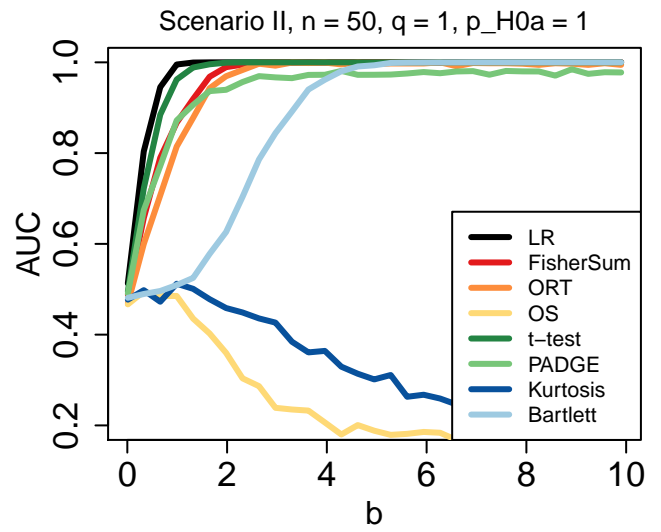 Scenario II, n = 50, q = 1, p_H0a = 1
AUC
1.0
0.8
0.6
0.4
0.2
LR
FisherSum
ORT
OS
t−test
PADGE
Kurtosis
Bartlett
0 2 4 6 8 10
b